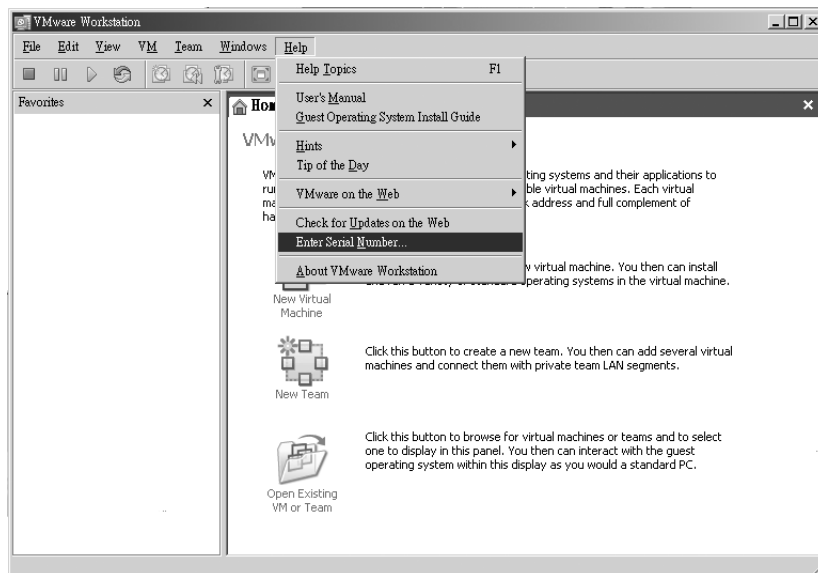 VMware Workstation
File Edit View VM Team Windows Help
Help Topics F1
User's Manual
Guest Operating System Install Guide
Hints
Tip of the Day
VMware on the Web
Check for Updates on the Web
Enter Serial Number...
About VMware Workstation
Favorites
ting systems and their applications to
ble virtual machines. Each virtual
address and full complement of
virtual machine. You then can install
operating systems in the virtual machine.
New Virtual
Machine
Click this button to create a new team. You then can add several virtual
machines and connect them with private team LAN segments.
New Team
Click this button to browse for virtual machines or teams and to select
one to display in this panel. You then can interact with the guest
operating system within this display as you would a standard PC.
Open Existing
VM or Team